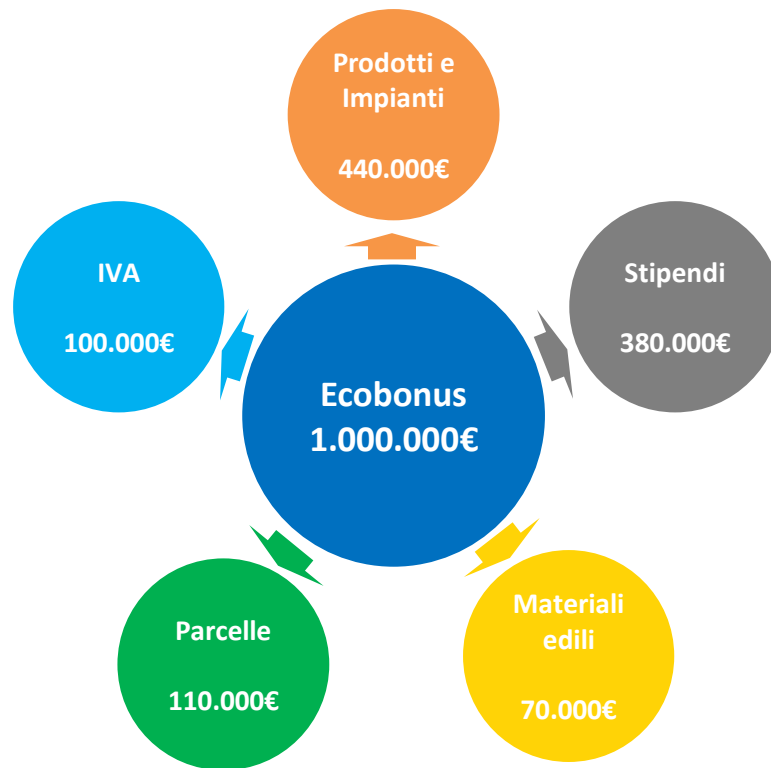 Prodotti e
Impianti
440.000€
IVA
100.000€
Stipendi
380.000€
Ecobonus
1.000.000€
Parcelle
110.000€
Materiali
edili
70.000€